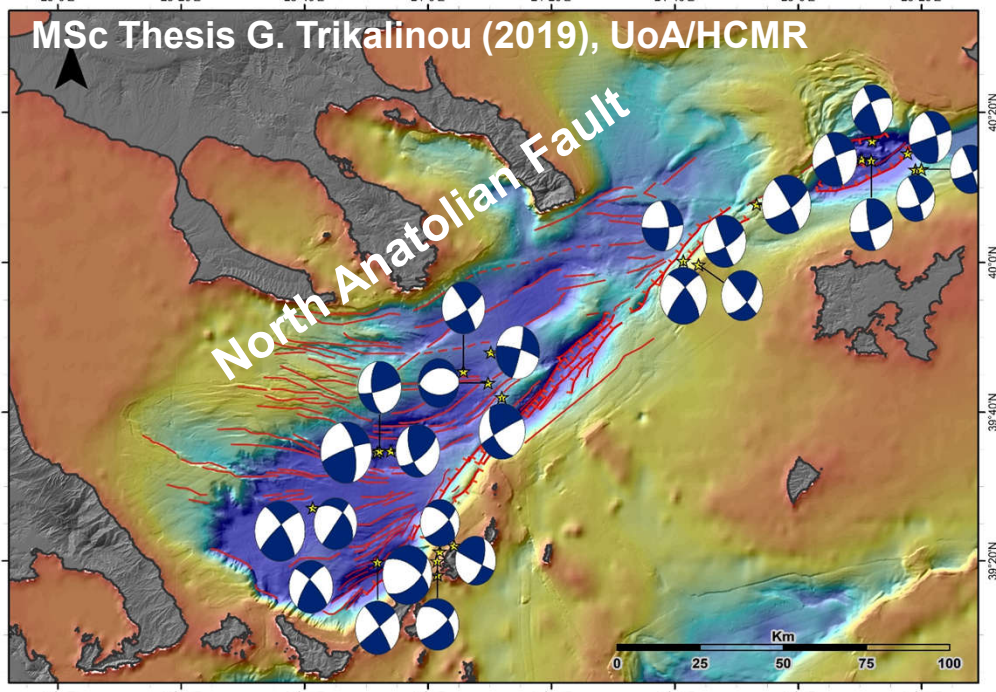 MSc Thesis G. Trikalinou (2019), UoA/HCMR
North Anatolian Fault
40°20'N
40°0'N
39°40'N
39°20'N
Km
0 25 50 75 100